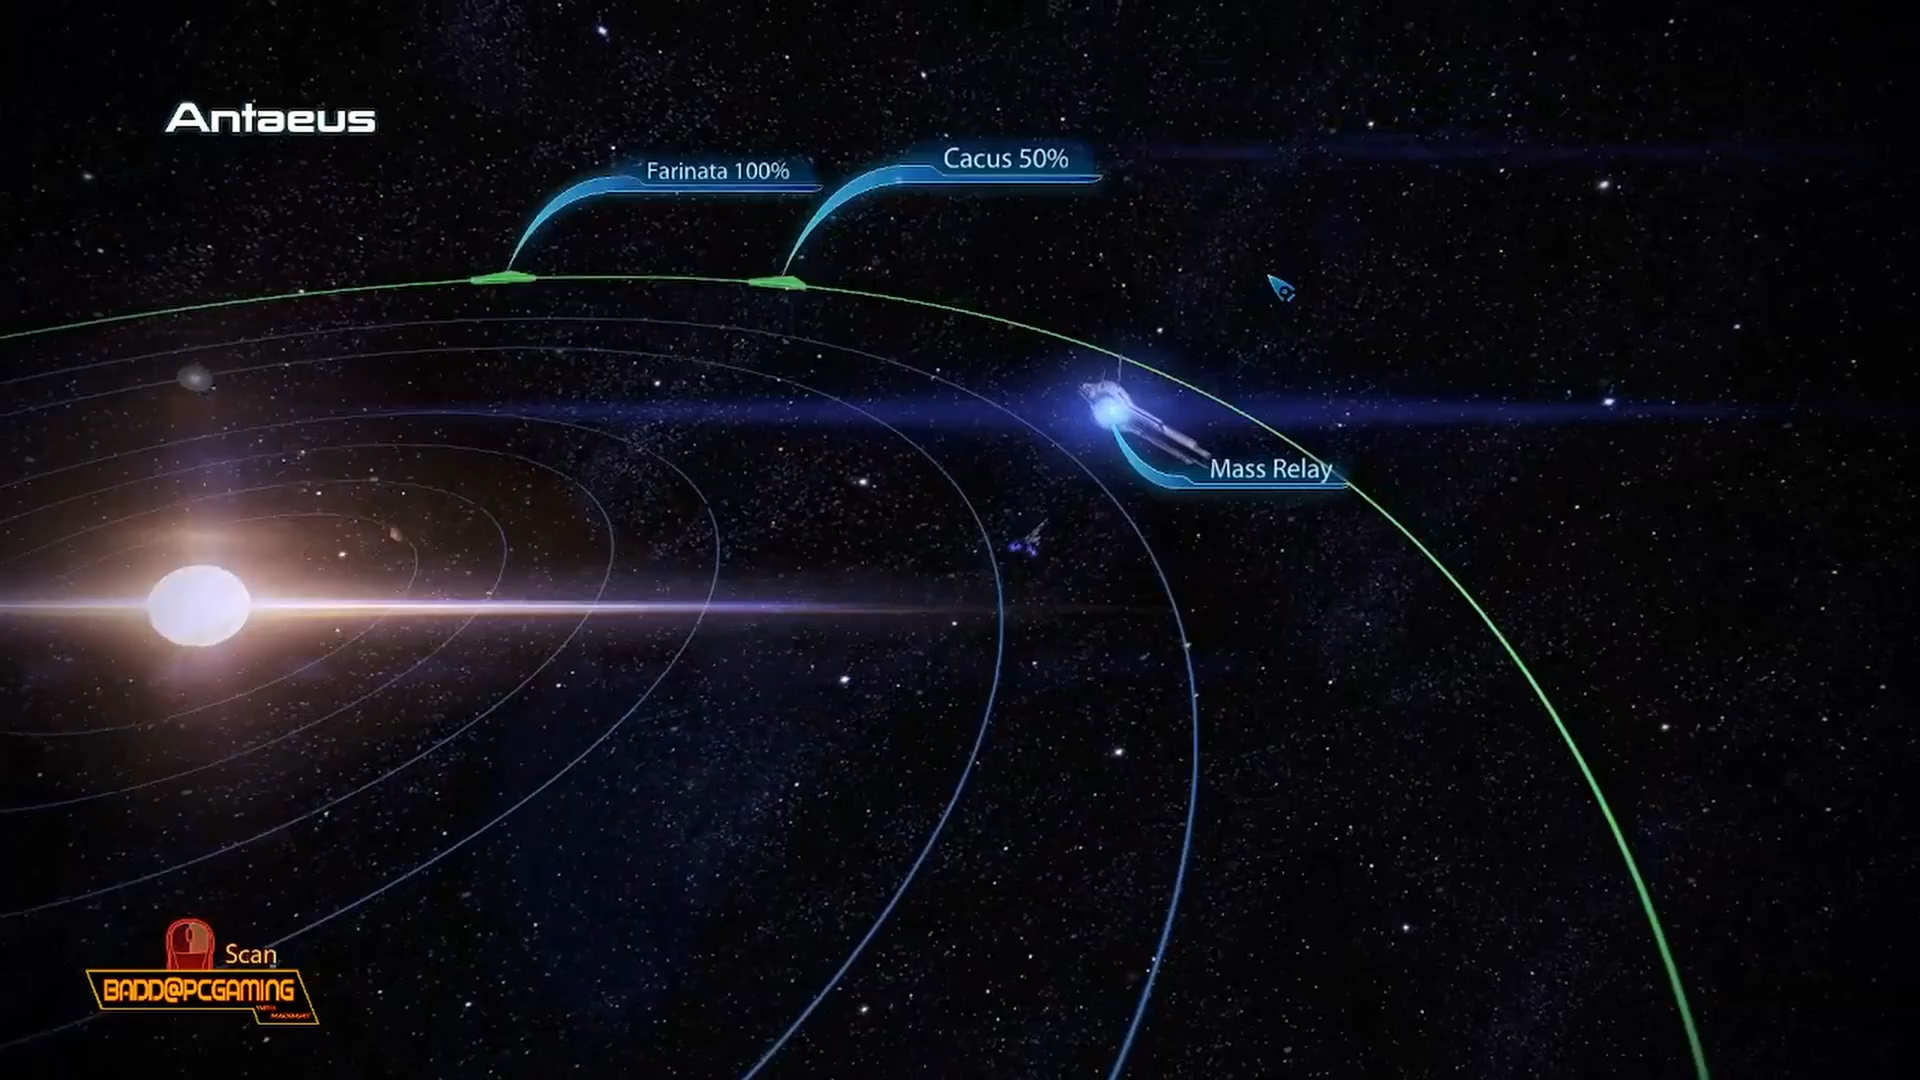 Antaeus
Farinata 100%
Cacus 50%
Mass Relay
Scan
BADD@PCGAMING